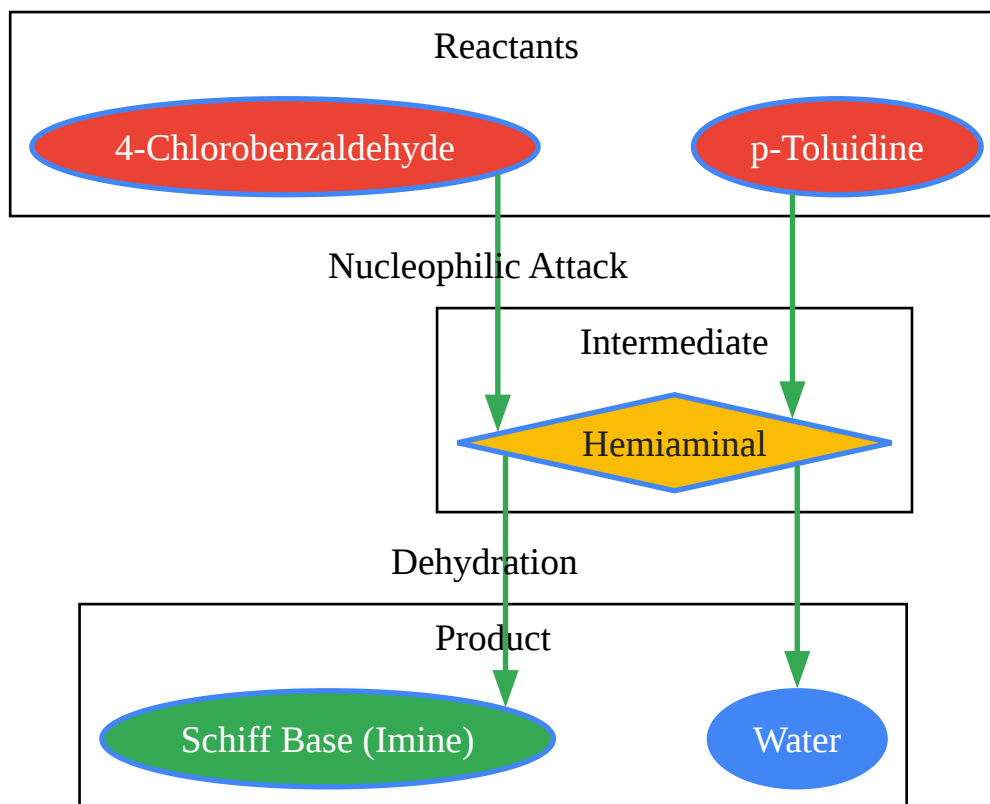 Reactants
4-Chlorobenzaldehyde
p-Toluidine
Nucleophilic Attack
Intermediate
Hemiaminal
Dehydration
Product
Schiff Base (Imine)
Water